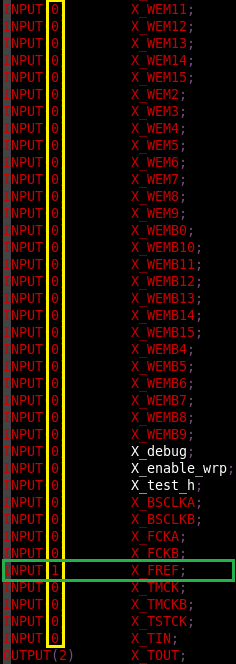 INPUT 0 X_WEM11;
INPUT 0 X_WEM12;
INPUT 0 X_WEM13;
INPUT 0 X_WEM14;
INPUT 0 X_WEM15;
INPUT 0 X_WEM2;
INPUT 0 X_WEM3;
INPUT 0 X_WEM4;
INPUT 0 X_WEM5;
INPUT 0 X_WEM6;
INPUT 0 X_WEM7;
INPUT 0 X_WEM8;
INPUT 0 X_WEM9;
INPUT 0 X_WEMB0;
INPUT 0 X_WEMB10;
INPUT 0 X_WEMB11;
INPUT 0 X_WEMB12;
INPUT 0 X_WEMB13;
INPUT 0 X_WEMB14;
INPUT 0 X_WEMB15;
INPUT 0 X_WEMB4;
INPUT 0 X_WEMB5;
INPUT 0 X_WEMB6;
INPUT 0 X_WEMB7;
INPUT 0 X_WEMB8;
INPUT 0 X_WEMB9;
INPUT 0 X_debug;
INPUT 0 X_enable_wrp;
INPUT 0 X_test_h;
INPUT 0 X_BSCLKA;
INPUT 0 X_BSCLKB;
INPUT 0 X_FCKA;
INPUT 0 X_FCKB;
INPUT 1 X_FREF;
INPUT 0 X_TMCK;
INPUT 0 X_TMCKB;
INPUT 0 X_TSTCK;
INPUT 0 X_TIN;
OUTPUT(2) X_TOUT;